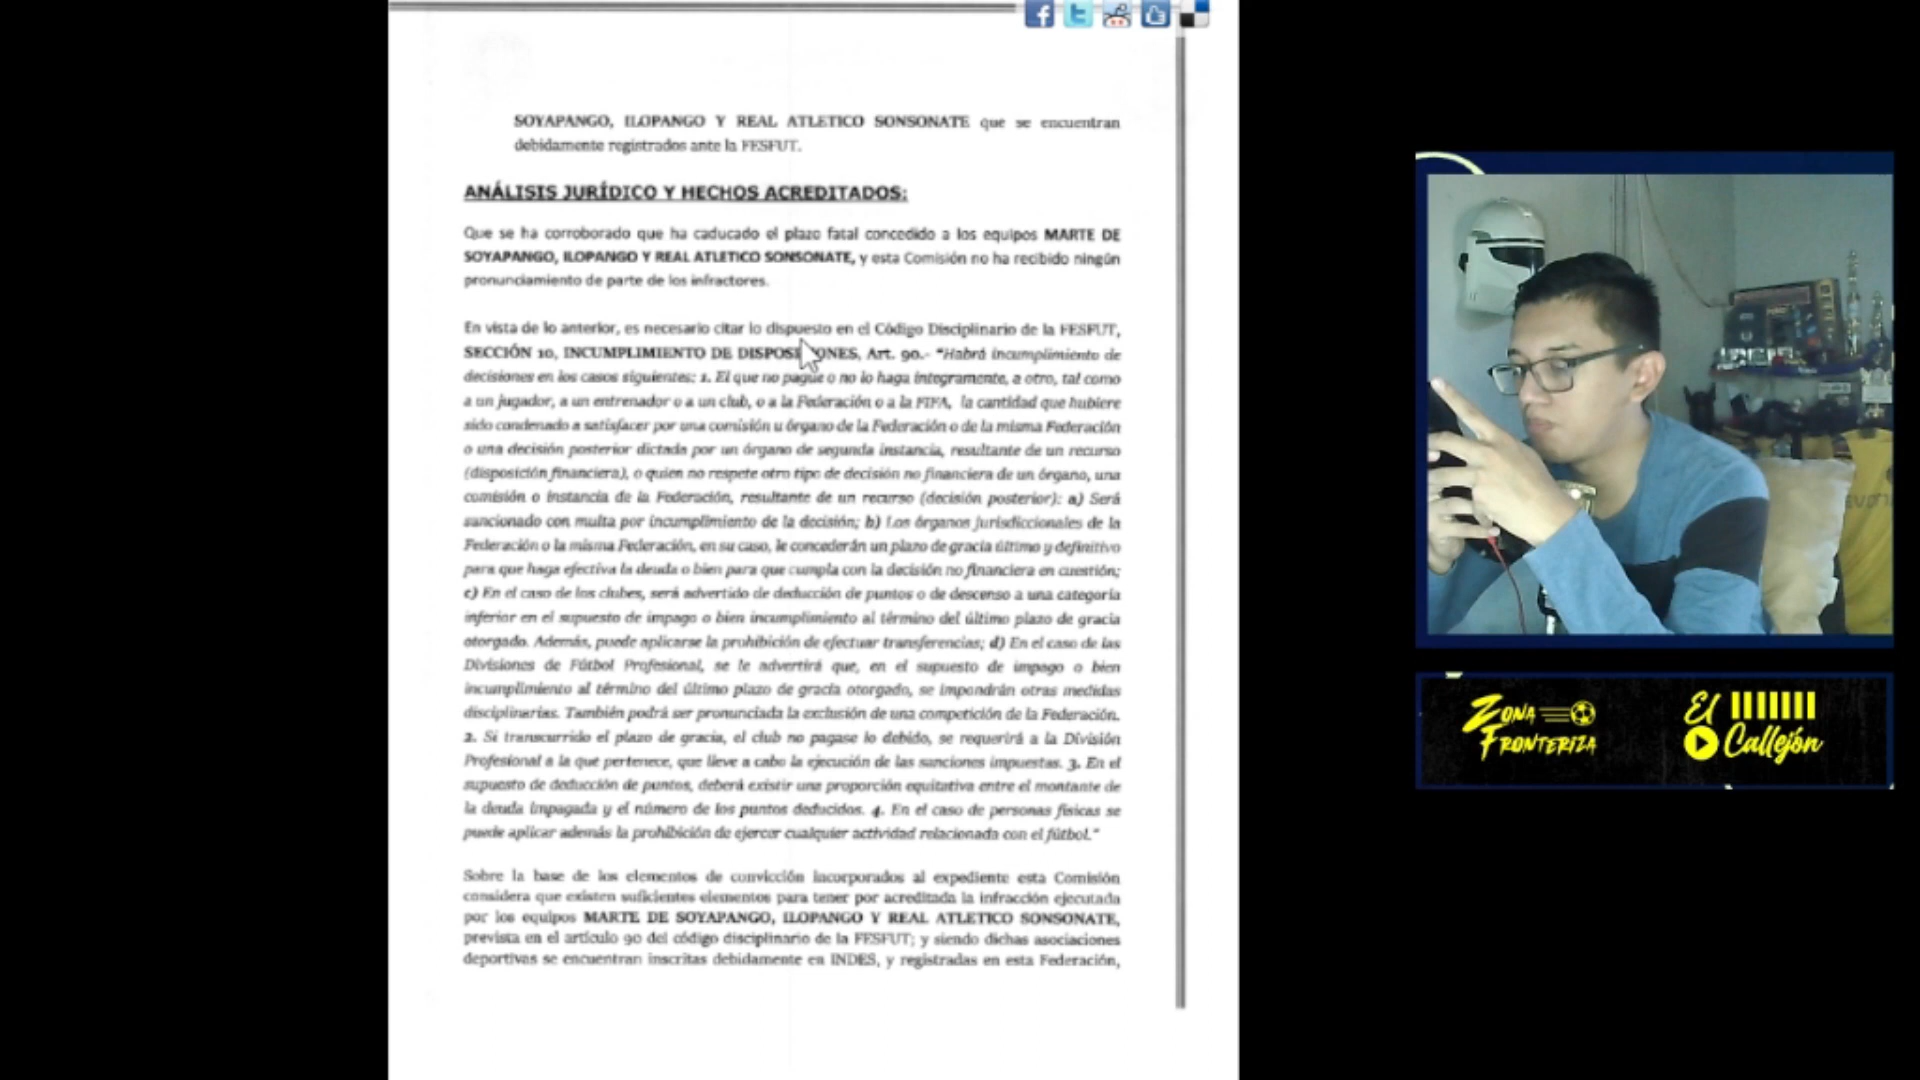 SOYAPANGO, ILOPANGO Y REAL ATLETICO SONSONATE que se encuentran
debidamente registrados ante la FESFUT.
ANÁLISIS JURÍDICO Y HECHOS ACREDITADOS:
Que se ha corroborado que ha caducado el plazo fatal concedido a los equipos MARTE DE
SOYAPANGO, ILOPANGO Y REAL ATLETICO SONSONATE, y esta Comisión no ha recibido ningún
pronunciamiento de parte de los infractores.
En vista de lo anterior, es necesario citar lo dispuesto en el Código Disciplinario de la FESFUT,
SECCIÓN 10, INCUMPLIMIENTO DE DISPOSICIONES, Art. 90.- "Habrá incumplimiento de
decisiones en los casos siguientes: 1. El que no pague o no lo haga íntegramente, a otro, tal como
a un jugador, a un entrenador o a un club, o a la Federación o a la FIFA, la cantidad que hubiere
sido condenado a satisfacer por una comisión u órgano de la Federación o de la misma Federación
o una decisión posterior dictada por un órgano de segunda instancia, resultante de un recurso
(disposición financiera), o quien no respete otro tipo de decisión no financiera de un órgano, una
comisión o instancia de la Federación, resultante de un recurso (decisión posterior): a) Será
sancionado con multa por incumplimiento de la decisión; b) Los órganos jurisdiccionales de la
Federación o la misma Federación, en su caso, le concederán un plazo de gracia último y definitivo
para que haga efectiva la deuda o bien para que cumpla con la decisión no financiera en cuestión;
c) En el caso de los clubes, será advertido de deducción de puntos o de descenso a una categoría
inferior en el supuesto de impago o bien incumplimiento al término del último plazo de gracia
otorgado. Además, puede aplicarse la prohibición de efectuar transferencias; d) En el caso de las
Divisiones de Fútbol Profesional, se le advertirá que, en el supuesto de impago o bien
incumplimiento al término del último plazo de gracia otorgado, se impondrán otras medidas
disciplinarias. También podrá ser pronunciada la exclusión de una competición de la Federación.
2. Si transcurrido el plazo de gracia, el club no pagase lo debido, se requerirá a la División
Profesional a la que pertenece, que lleve a cabo la ejecución de las sanciones impuestas. 3. En el
supuesto de deducción de puntos, deberá existir una proporción equitativa entre el montante de
la deuda impagada y el número de los puntos deducidos. 4. En el caso de personas físicas se
puede aplicar además la prohibición de ejercer cualquier actividad relacionada con el fútbol."
Sobre la base de los elementos de convicción incorporados al expediente esta Comisión
considera que existen suficientes elementos para tener por acreditada la infracción ejecutada
por los equipos MARTE DE SOYAPANGO, ILOPANGO Y REAL ATLETICO SONSONATE,
prevista en el artículo 90 del código disciplinario de la FESFUT; y siendo dichas asociaciones
deportivas se encuentran inscritas debidamente en INDES, y registradas en esta Federación,
ZONA
FRONTERIZA
El
Callejón